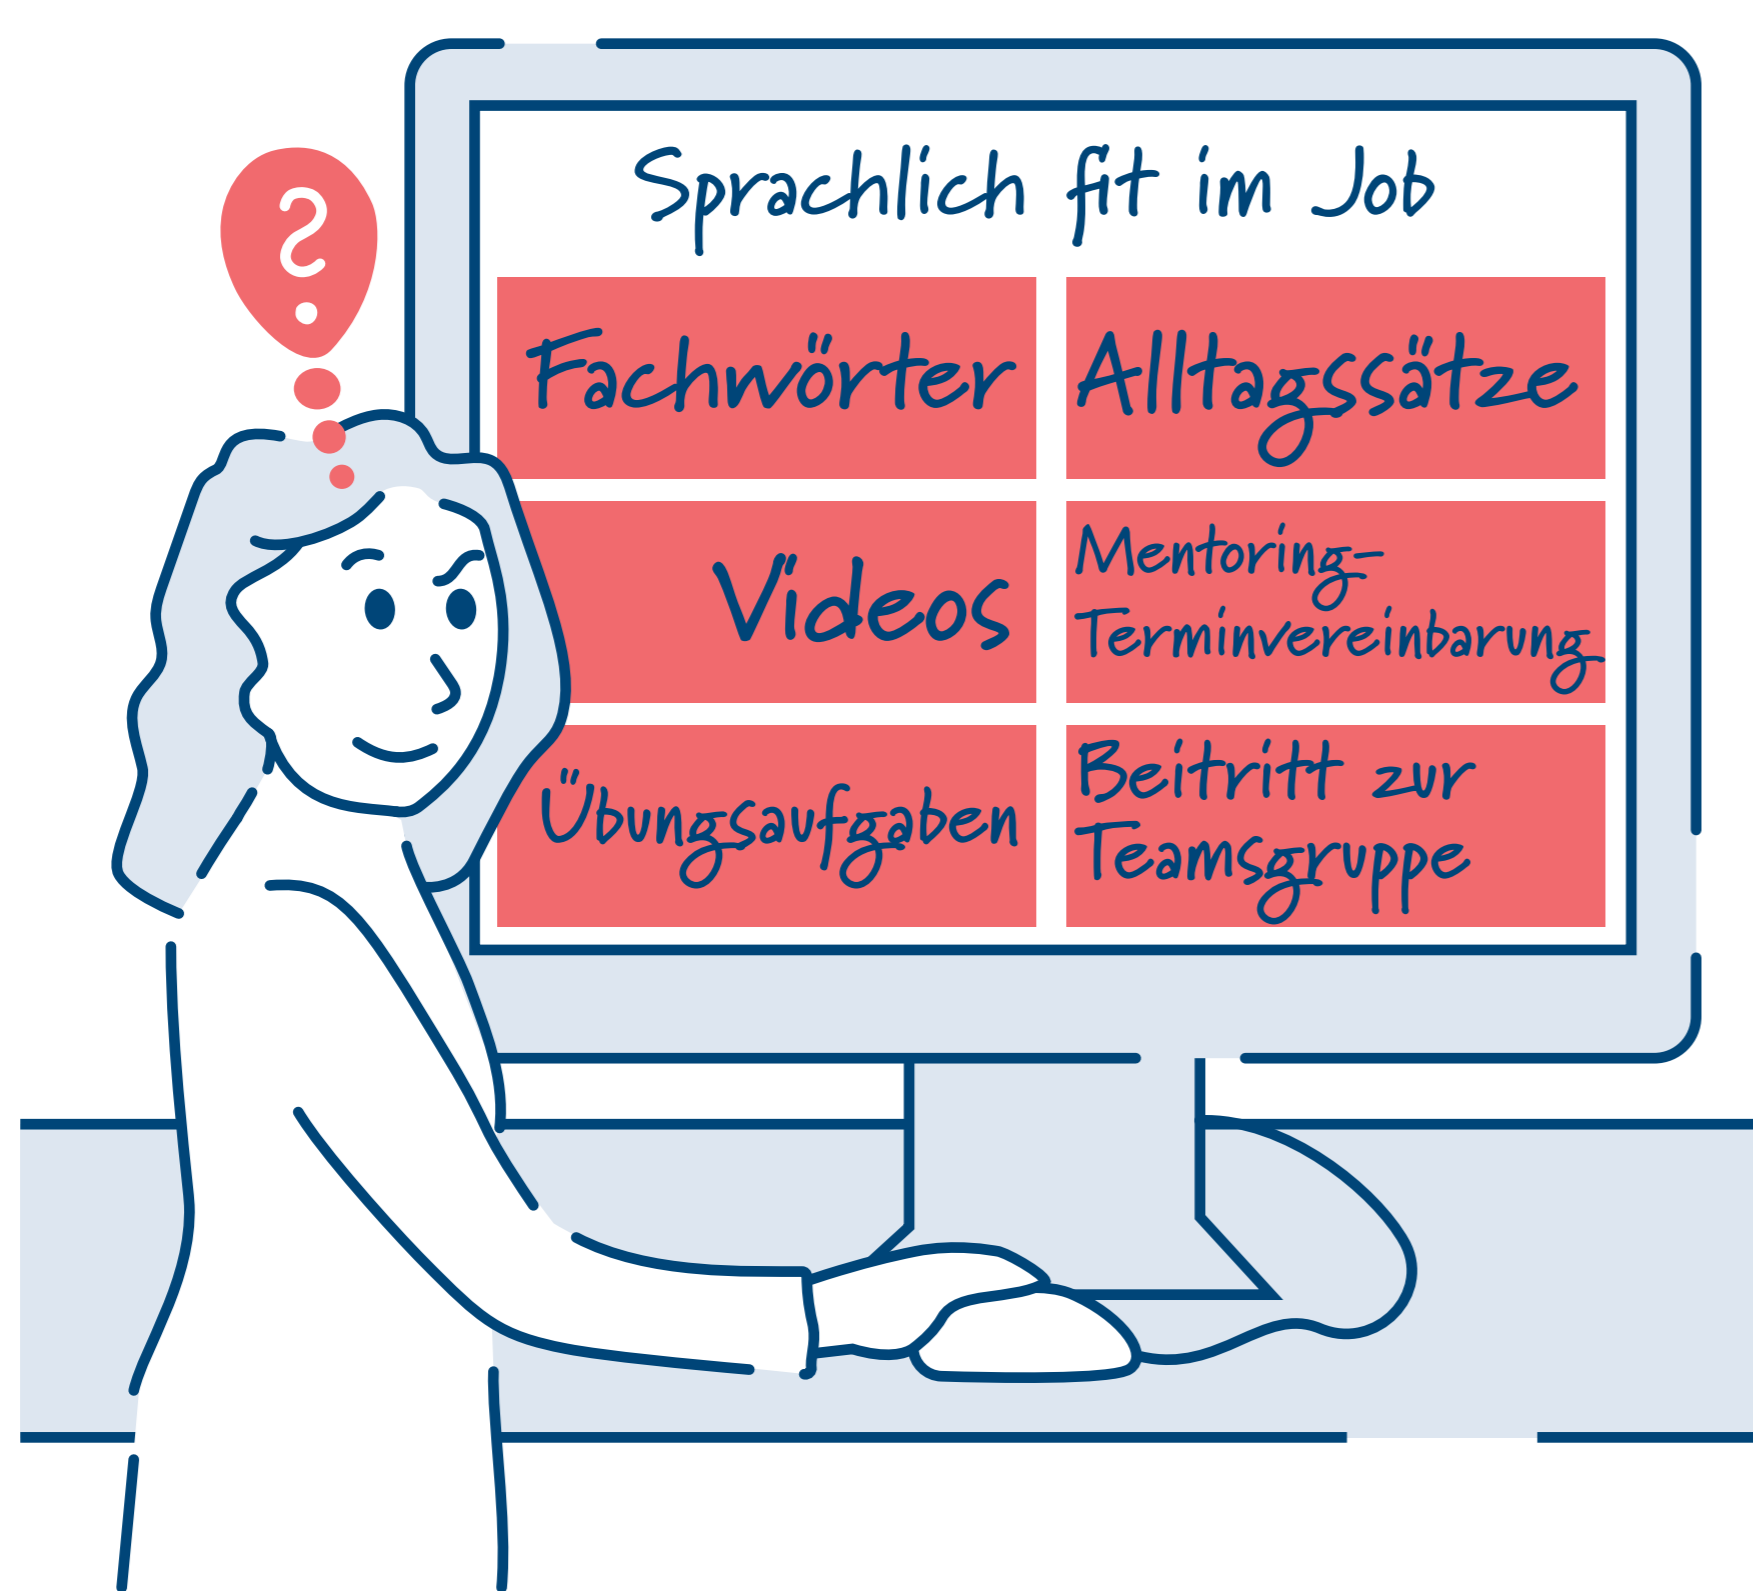 ?
Sprachlich fit im Job
Fachwörter
Alltagssätze
Videos
Mentoring-
Terminvereinbarung
Übungsaufgaben
Beitritt zur
Teamsgruppe